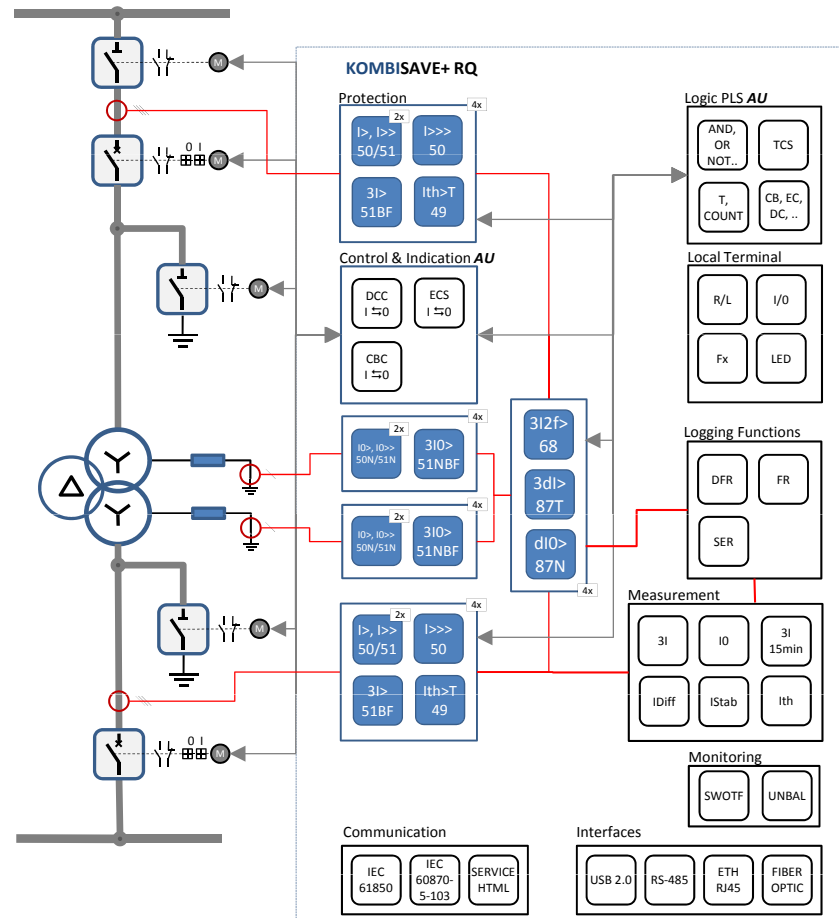 KOMBISAVE+ RQ
Protection
4x
2x
I>, I>>
50/51
I>>>
50
3I>
51BF
Ith>T
49
Logic PLS AU
AND,
OR
NOT..
TCS
T,
COUNT
CB, EC,
DC, ..
M
O I
M
Control & Indication AU
DCC
I ⇆0
ECS
I ⇆0
CBC
I ⇆0
M
Local Terminal
R/L
I/0
Fx
LED
4x
2x
I0>, I0>>
50N/51N
3I0>
51NBF
4x
2x
I0>, I0>>
50N/51N
3I0>
51NBF
3I2f>
68
3dI>
87T
dI0>
87N
4x
Logging Functions
DFR
FR
SER
4x
2x
I>, I>>
50/51
I>>>
50
3I>
51BF
Ith>T
49
M
O I
M
Measurement
3I
I0
3I
15min
IDiff
IStab
Ith
Monitoring
SWOTF
UNBAL
Communication
IEC
61850
IEC
60870-
5-103
SERVICE
HTML
Interfaces
USB 2.0
RS-485
ETH
RJ45
FIBER
OPTIC